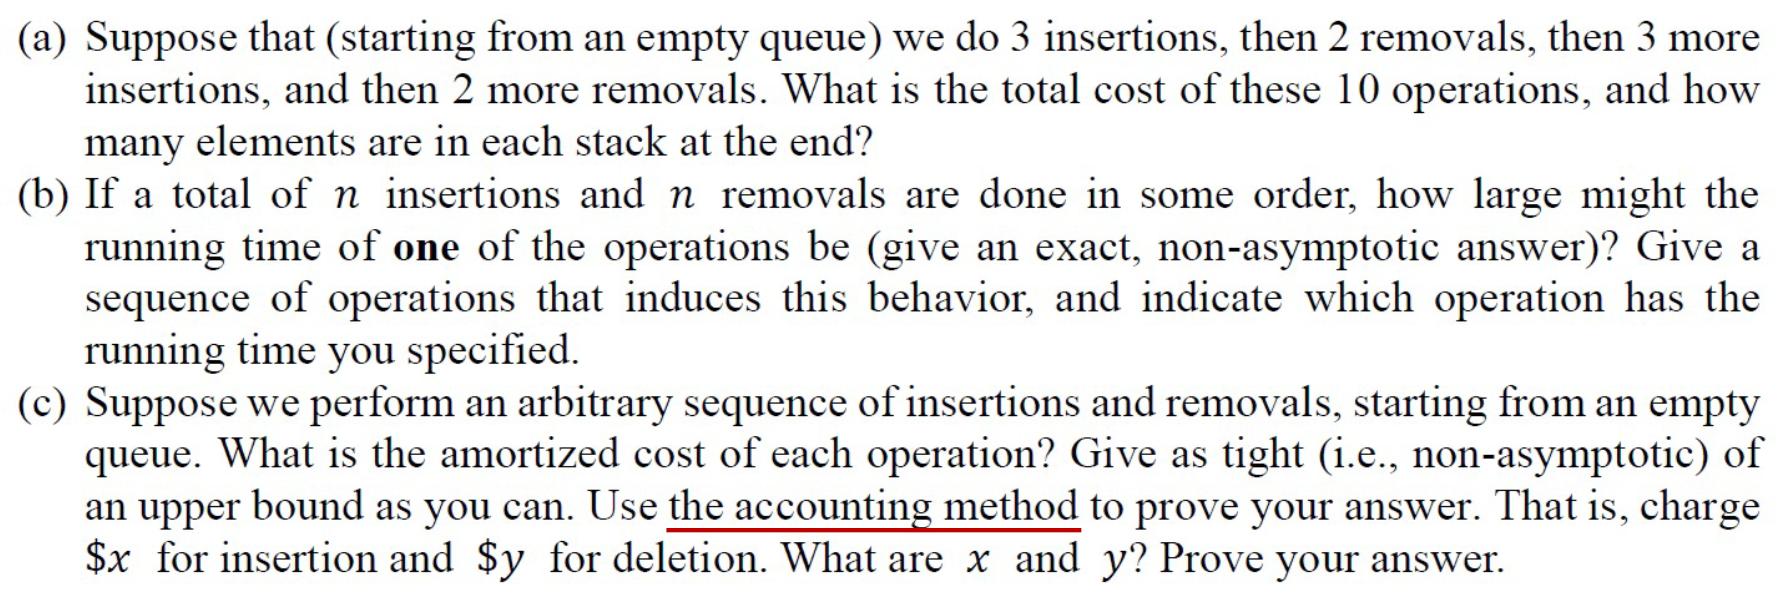 (a) Suppose that (starting from an empty queue) we do 3 insertions, then 2 removals, then 3 more
insertions, and then 2 more removals. What is the total cost of these 10 operations, and how
many elements are in each stack at the end?
(b) If a total of n insertions and n removals are done in some order, how large might the
running time of one of the operations be (give an exact, non-asymptotic answer)? Give a
sequence of operations that induces this behavior, and indicate which operation has the
running time you specified.
(c) Suppose we perform an arbitrary sequence of insertions and removals, starting from an empty
queue. What is the amortized cost of each operation? Give as tight (i.e., non-asymptotic) of
an upper bound as you can. Use the accounting method to prove your answer. That is, charge
$x for insertion and $y for deletion. What are x and y? Prove your answer.